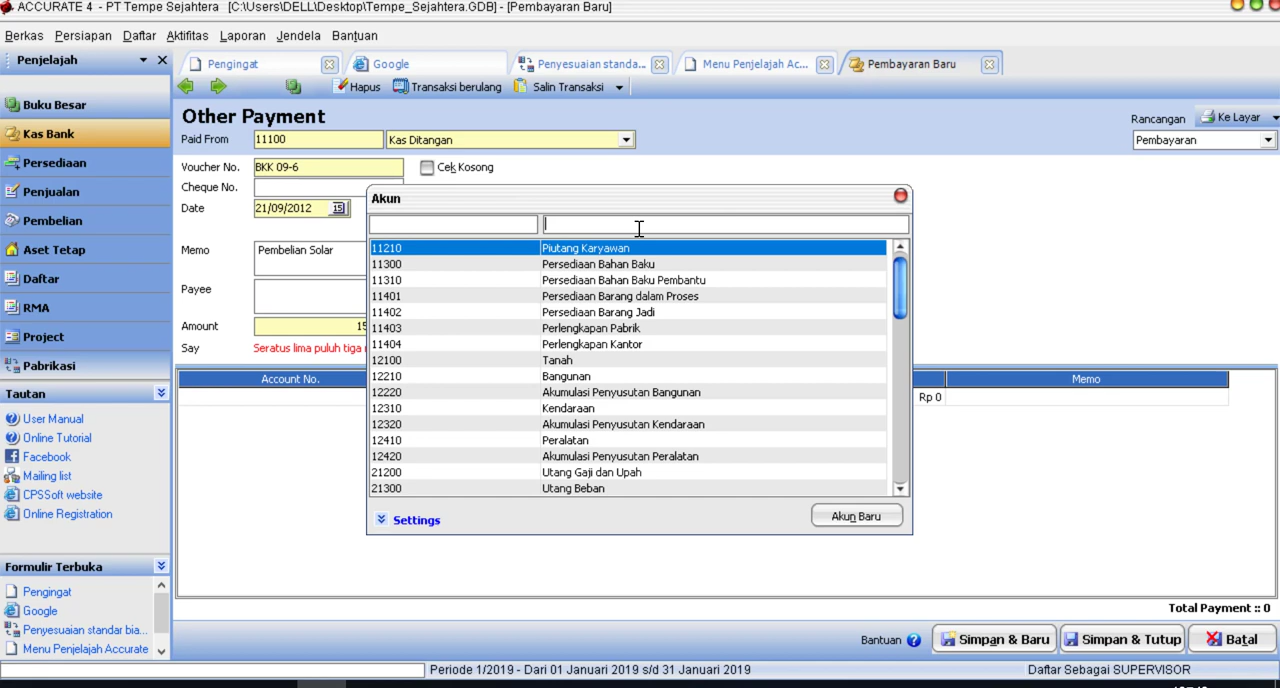 ACCURATE 4 - PT Tempe Sejahtera [C:\Users\DELL\Desktop\Tempe_Sejahtera.GDB] - [Pembayaran Baru]
Berkas Persiapan Daftar Aktifitas Laporan Jendela Bantuan
Penjelajah
Pengingat
Google
Penyesuaian standa...
Menu Penjelajah Ac...
Pembayaran Baru
Hapus
Transaksi berulang
Salin Transaksi
Buku Besar
Kas Bank
Persediaan
Penjualan
Pembelian
Aset Tetap
Daftar
RMA
Project
Pabrikasi
Tautan
User Manual
Online Tutorial
Facebook
Mailing list
CPSSoft website
Online Registration
Formulir Terbuka
Pengingat
Google
Penyesuaian standar bia...
Menu Penjelajah Accurate
Other Payment
Rancangan
Ke Layar
Paid From 11100 Kas Ditangan
Pembayaran
Voucher No. BKK 09-6
Cek Kosong
Cheque No.
Date 21/09/2012 15
Memo Pembelian Solar
Payee
Amount 15
Say Seratus lima puluh tiga
Account No.
Memo
Rp 0
Akun
11210 Piutang Karyawan
11300 Persediaan Bahan Baku
11310 Persediaan Bahan Baku Pembantu
11401 Persediaan Barang dalam Proses
11402 Persediaan Barang Jadi
11403 Perlengkapan Pabrik
11404 Perlengkapan Kantor
12100 Tanah
12210 Bangunan
12220 Akumulasi Penyusutan Bangunan
12310 Kendaraan
12320 Akumulasi Penyusutan Kendaraan
12410 Peralatan
12420 Akumulasi Penyusutan Peralatan
21200 Utang Gaji dan Upah
21300 Utang Beban
Settings
Akun Baru
Total Payment :: 0
Bantuan
Simpan & Baru
Simpan & Tutup
Batal
Periode 1/2019 - Dari 01 Januari 2019 s/d 31 Januari 2019
Daftar Sebagai SUPERVISOR